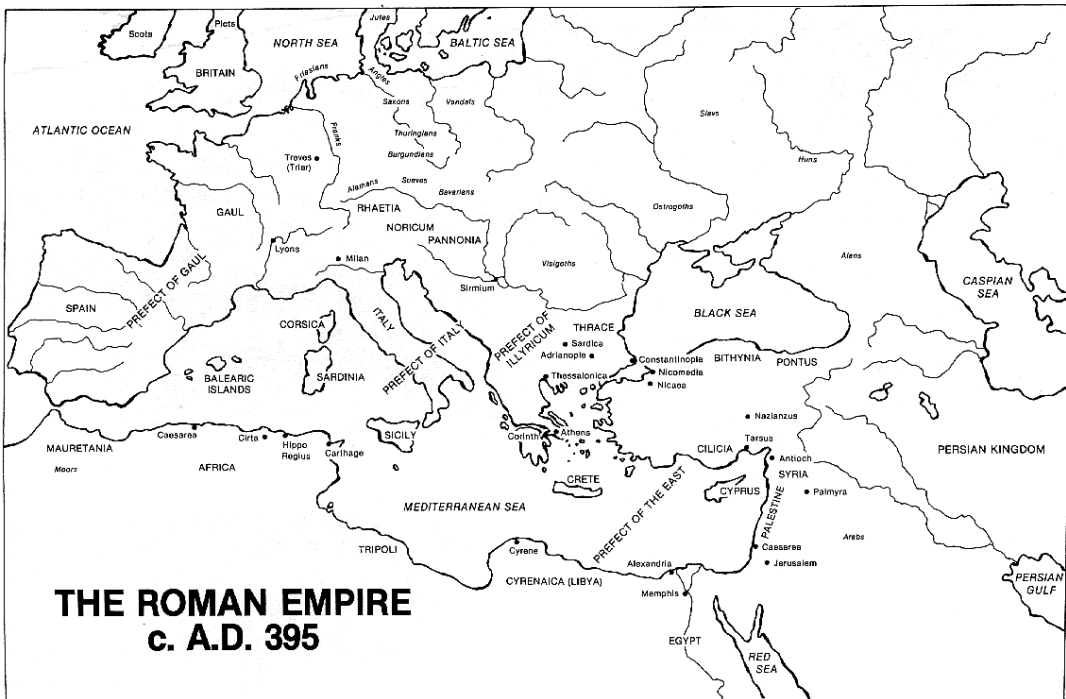 Scots
Picts
Jutes
NORTH SEA
BALTIC SEA
BRITAIN
Friesians
Angles
Saxons
Vandals
Slavs
ATLANTIC OCEAN
Franks
Thuringians
Burgundians
Huns
Treves
(Triar)
Alemans
Sueves
Bavarians
GAUL
RHAETIA
Ostrogoths
NORICUM
PANNONIA
Lyons
Milan
Visigoths
Alans
Sirmium
CASPIAN
SEA
SPAIN
PREFECT OF GAUL
CORSICA
ITALY
PREFECT OF ITALY
PREFECT OF
ILLYRICUM
THRACE
BLACK SEA
Sardica
Adrianople
Constantinople
BITHYNIA
PONTUS
Nicomedia
Nicaea
Thessalonica
BALEARIC
ISLANDS
SARDINIA
Nazianzus
MAURETANIA
Moors
Caesarea
Cirta
Hippo
Regius
Carthage
SICILY
Corinth
Athens
CILICIA
Tarsus
Antioch
SYRIA
PERSIAN KINGDOM
AFRICA
CRETE
CYPRUS
Palmyra
MEDITERRANEAN SEA
PREFECT OF THE EAST
PALESTINE
Arabs
TRIPOLI
Cyrene
Caesarea
Jerusalem
CYRENAICA (LIBYA)
Alexandria
Memphis
PERSIAN
GULF
THE ROMAN EMPIRE
c. A.D. 395
EGYPT
RED
SEA